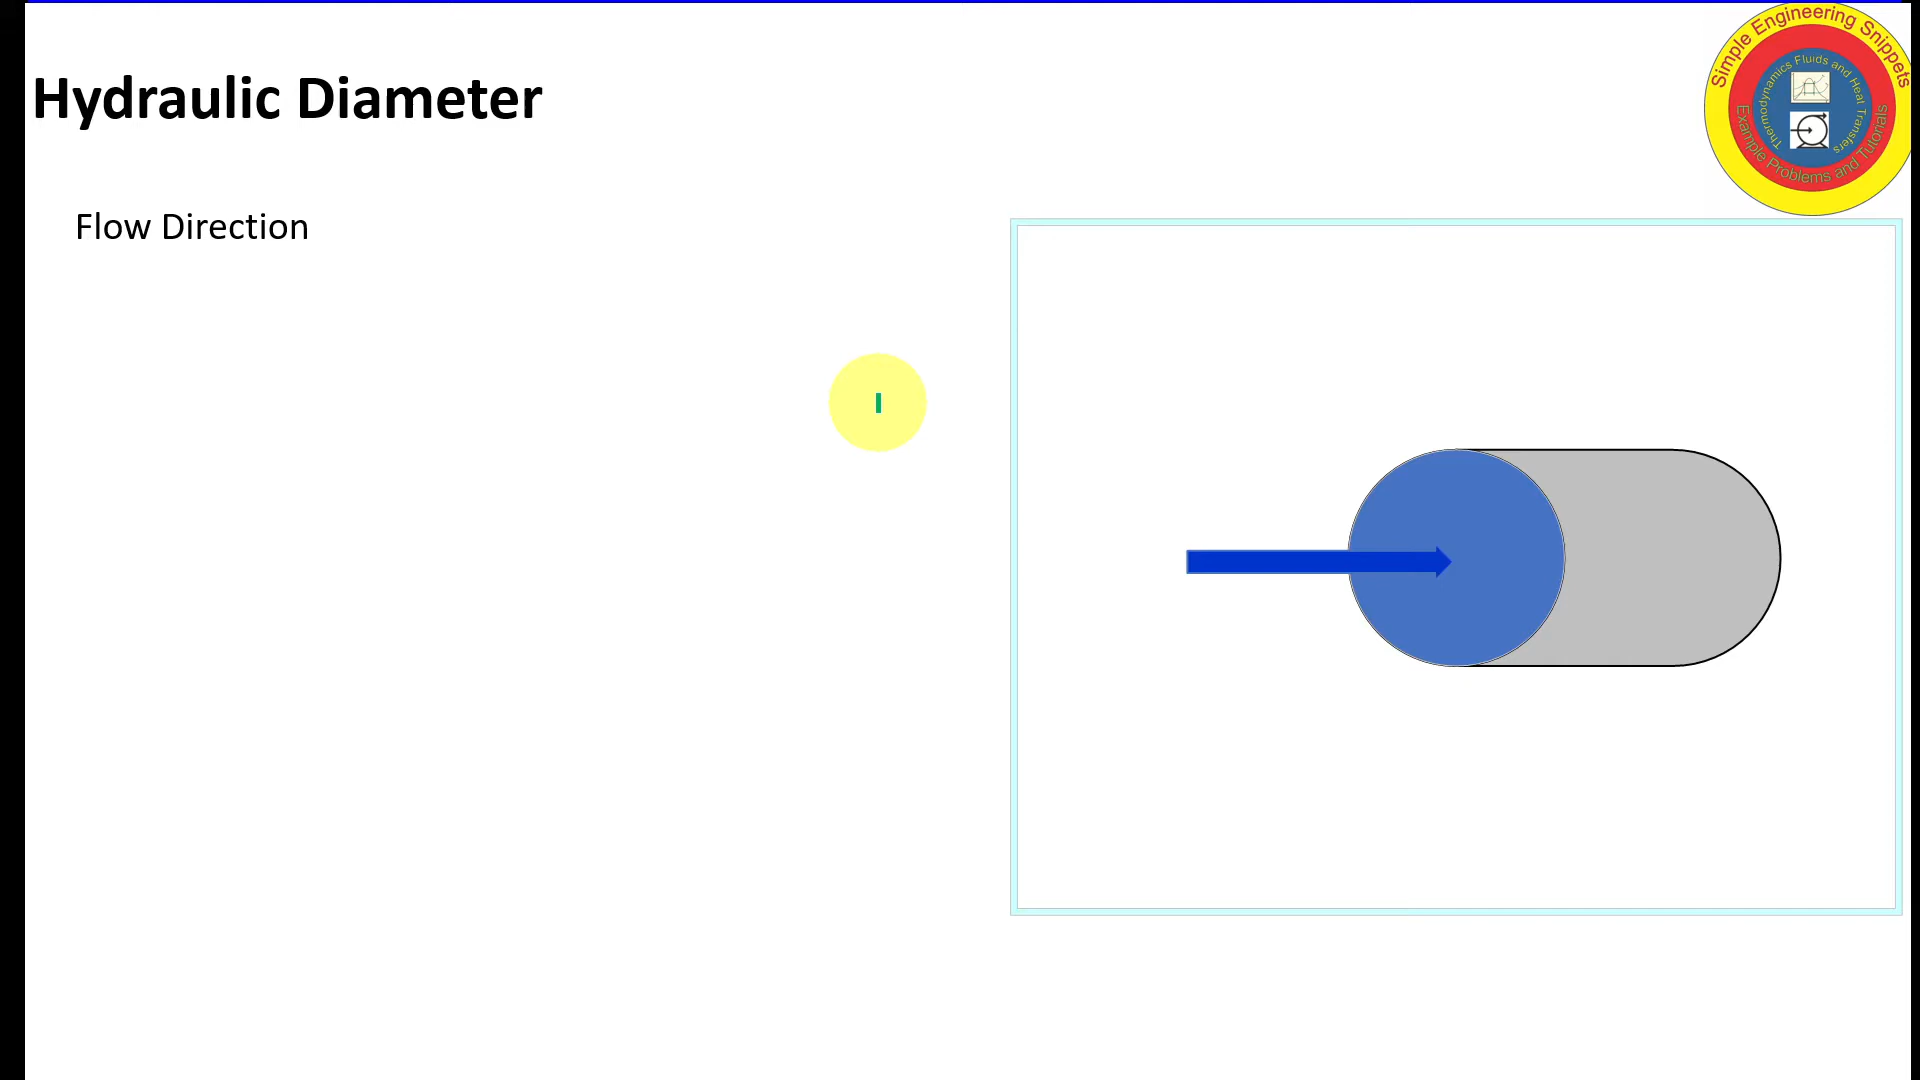 Hydraulic Diameter
Simple Engineering Snippets
Thermodynamics Fluids and Heat Transfers
Example Problems and Tutorials
Flow Direction